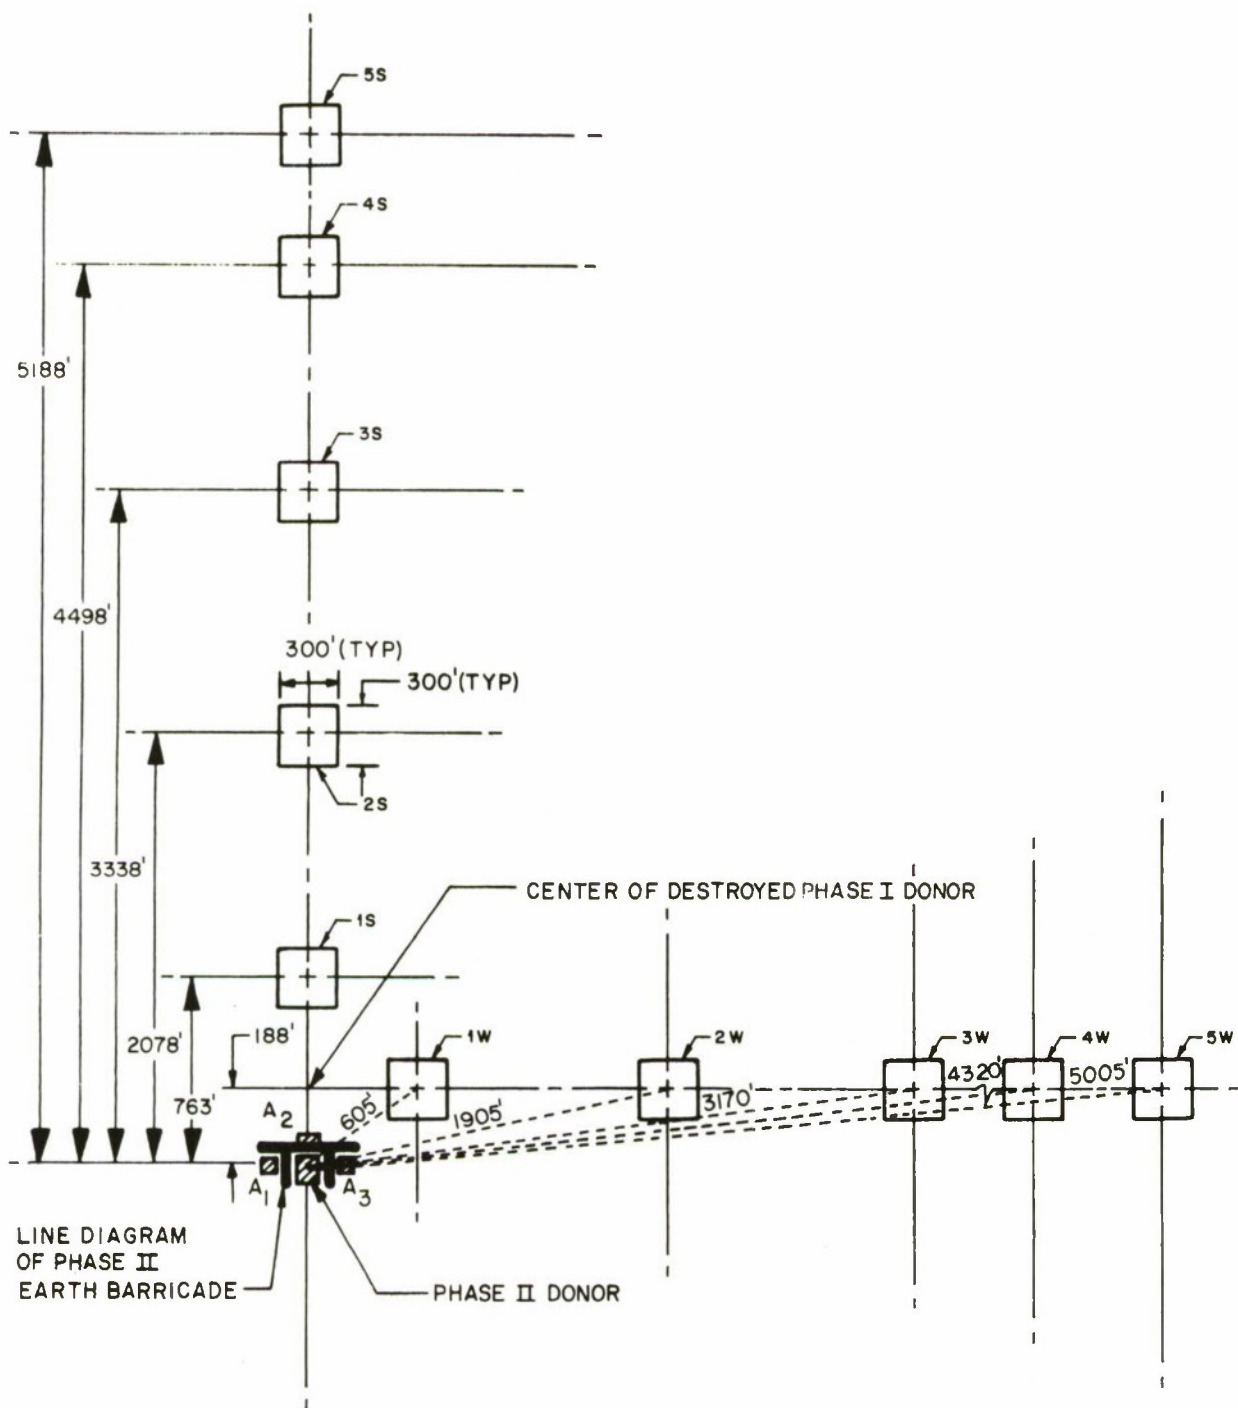 5S
4S
5188'
3S
4498'
300'(TYP)
300'(TYP)
2S
3338'
CENTER OF DESTROYED PHASE I DONOR
1S
188'
2078'
1W
2W
3W
4W
5W
4320'
5005'
763'
A2
605'
1905'
3170'
A1
A3
LINE DIAGRAM
OF PHASE II
EARTH BARRICADE
PHASE II DONOR